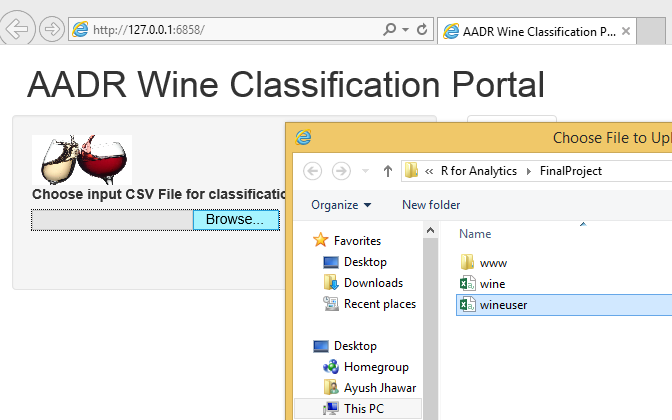 http://127.0.0.1:6858/
AADR Wine Classification P...
AADR Wine Classification Portal
Choose File to Upl
Choose input CSV File for classificatio
Browse...
« R for Analytics FinalProject
Organize New folder
Name
Favorites
Desktop
Downloads
Recent places
www
wine
wineuser
Desktop
Homegroup
Ayush Jhawar
This PC